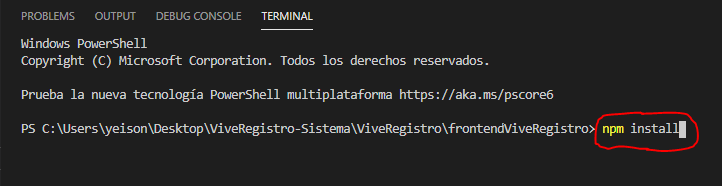 PROBLEMS OUTPUT DEBUG CONSOLE TERMINAL
Windows PowerShell
Copyright (C) Microsoft Corporation. Todos los derechos reservados.
Prueba la nueva tecnología PowerShell multiplataforma https://aka.ms/pscore6
PS C:\Users\yeison\Desktop\ViveRegistro-Sistema\ViveRegistro\frontendViveRegistro> npm install